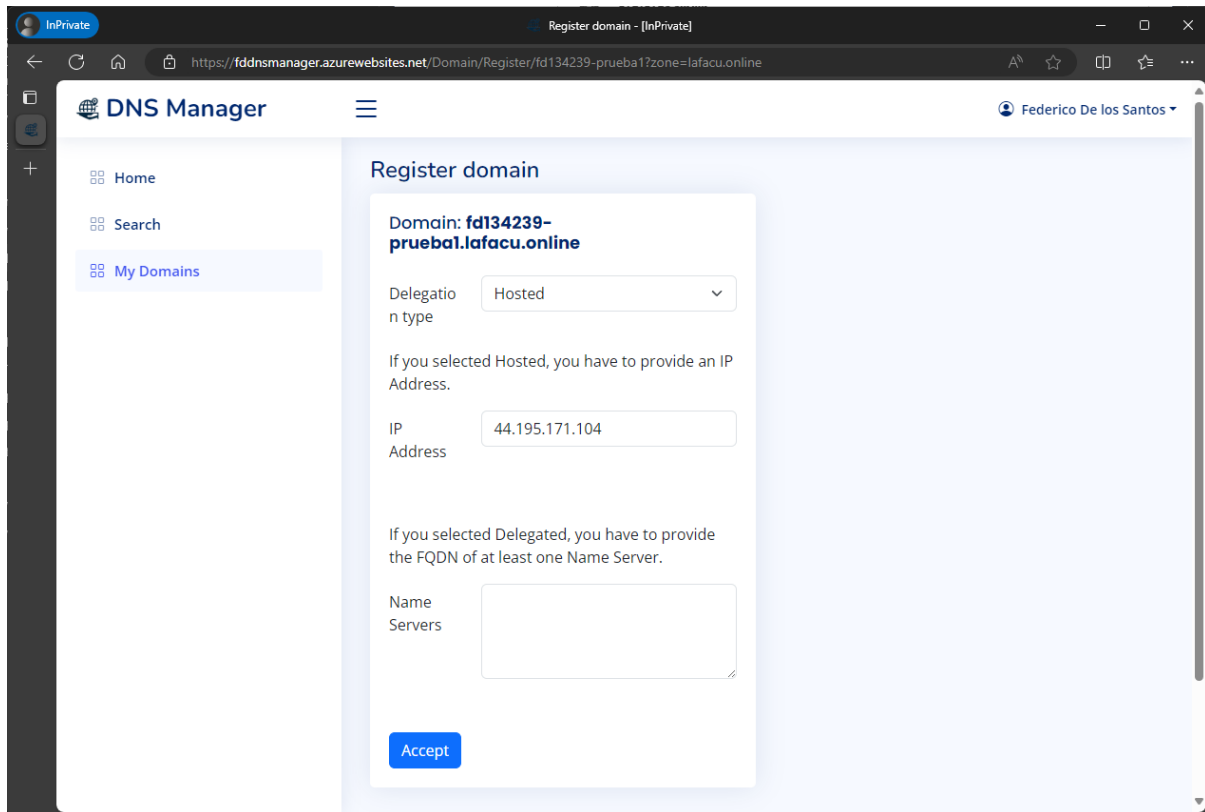 InPrivate
Register domain - [InPrivate]
https://fddnsmanager.azurewebsites.net/Domain/Register/fd134239-prueba1?zone=lafacu.online
DNS Manager
Federico De los Santos
Home
Search
My Domains
Register domain
Domain: fd134239-
prueba1.lafacu.online
Delegatio
n type
Hosted
If you selected Hosted, you have to provide an IP
Address.
IP
Address
44.195.171.104
If you selected Delegated, you have to provide
the FQDN of at least one Name Server.
Name
Servers
Accept